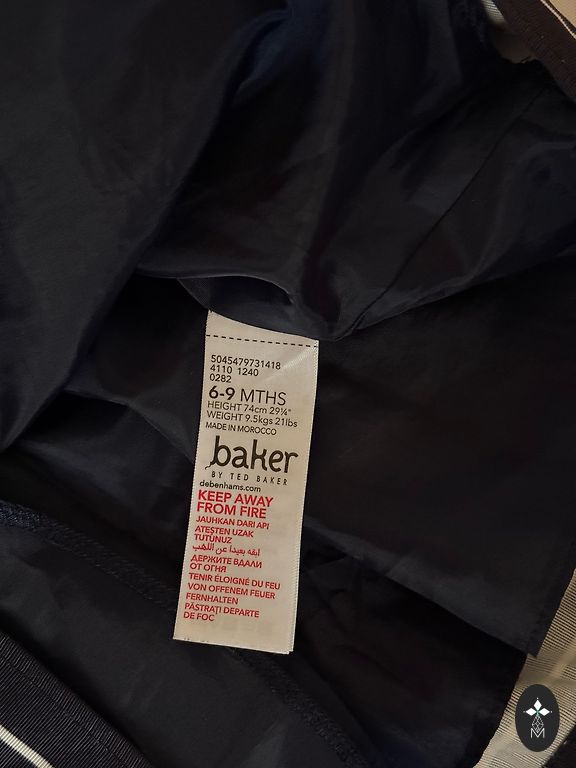 5045479731418
4110 1240
0282
6-9 MTHS
HEIGHT 74cm 29¼"
WEIGHT 9.5kgs 21lbs
MADE IN MOROCCO
baker
BY TED BAKER
debenhams.com
KEEP AWAY
FROM FIRE
JAUHKAN DARI API
ATEŞTEN UZAK
TUTUNUZ
ابقه بعيدا عن اللهب
ДЕРЖИТЕ ВДАЛИ
ОТ ОГНЯ
TENIR ÉLOIGNÉ DU FEU
VON OFFENEM FEUER
FERNHALTEN
PĂSTRAȚI DEPARTE
DE FOC
M